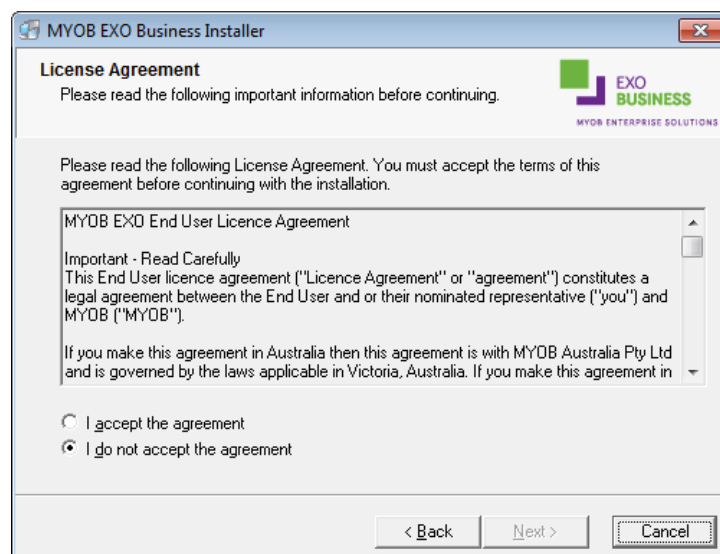 MYOB EXO Business Installer
License Agreement
Please read the following important information before continuing.
EXO
BUSINESS
MYOB ENTERPRISE SOLUTIONS
Please read the following License Agreement. You must accept the terms of this
agreement before continuing with the installation.
MYOB EXO End User Licence Agreement
Important - Read Carefully
This End User licence agreement ("Licence Agreement" or "agreement") constitutes a
legal agreement between the End User and or their nominated representative ("you") and
MYOB ("MYOB").
If you make this agreement in Australia then this agreement is with MYOB Australia Pty Ltd
and is governed by the laws applicable in Victoria, Australia. If you make this agreement in
I accept the agreement
I do not accept the agreement
< Back
Next >
Cancel